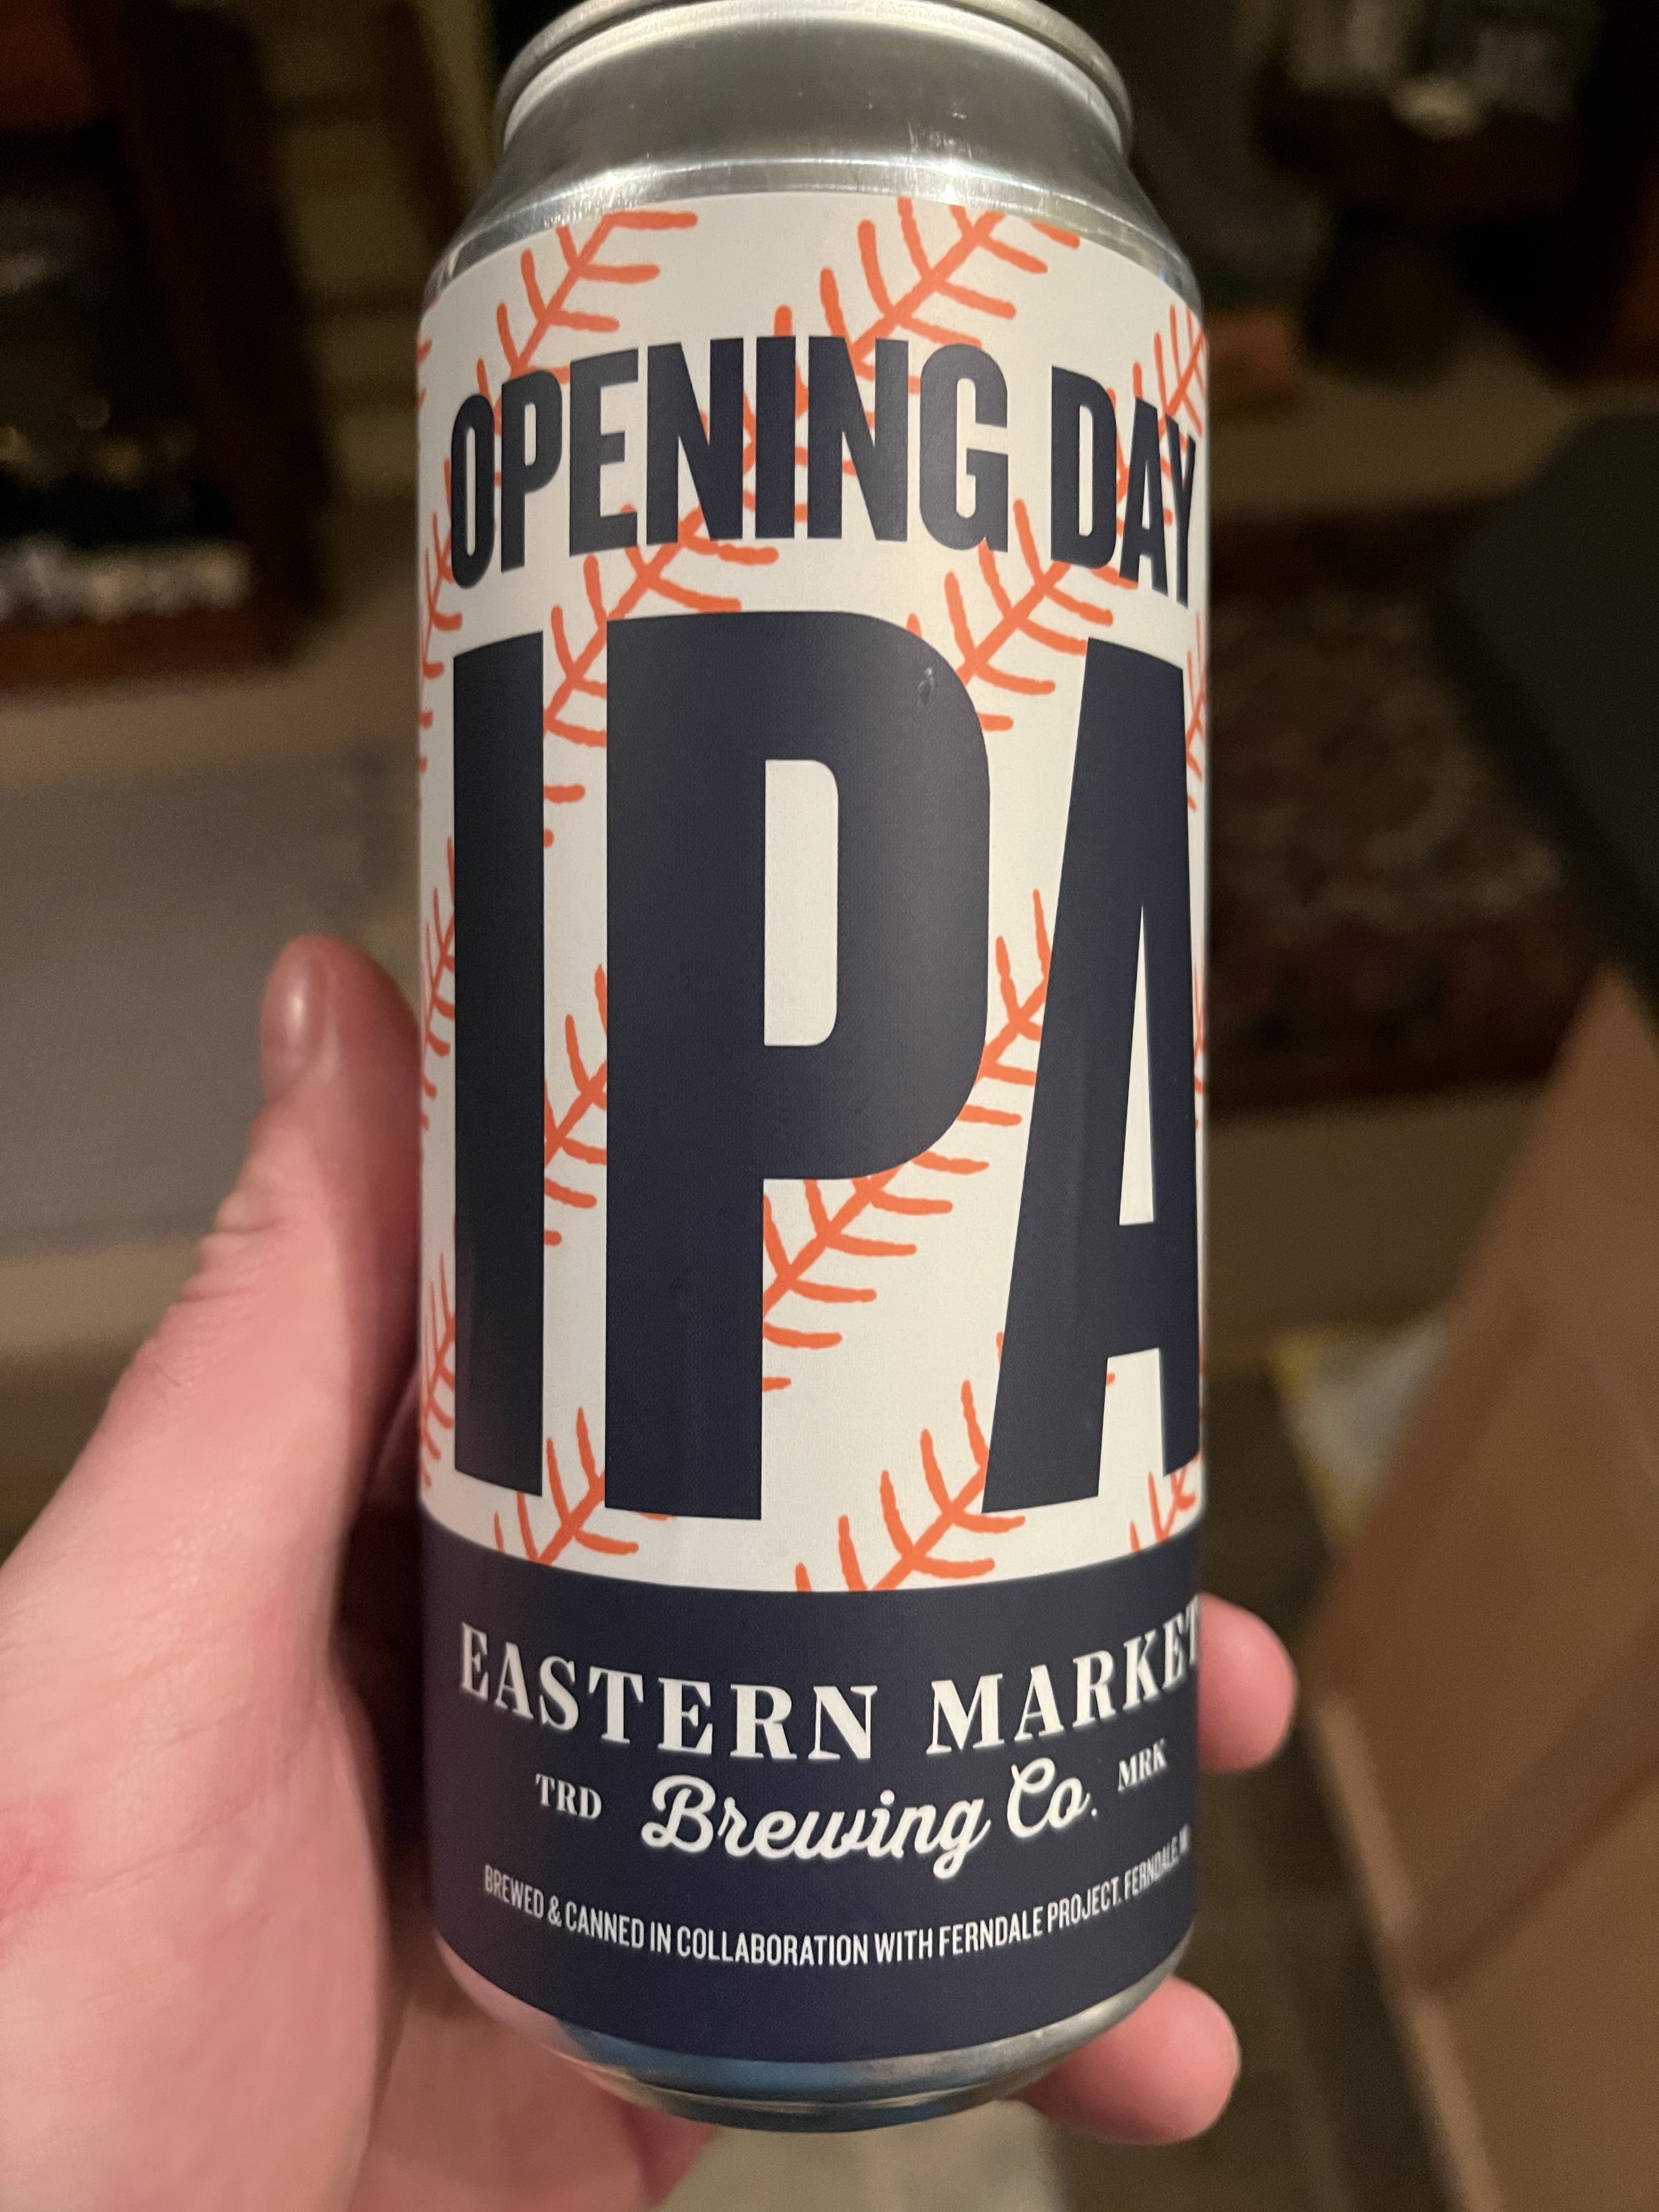 OPENING DAY
IPA
EASTERN MARKET
TRD Brewing Co. MRK
BREWED & CANNED IN COLLABORATION WITH FERNDALE PROJECT. FERNDALE,